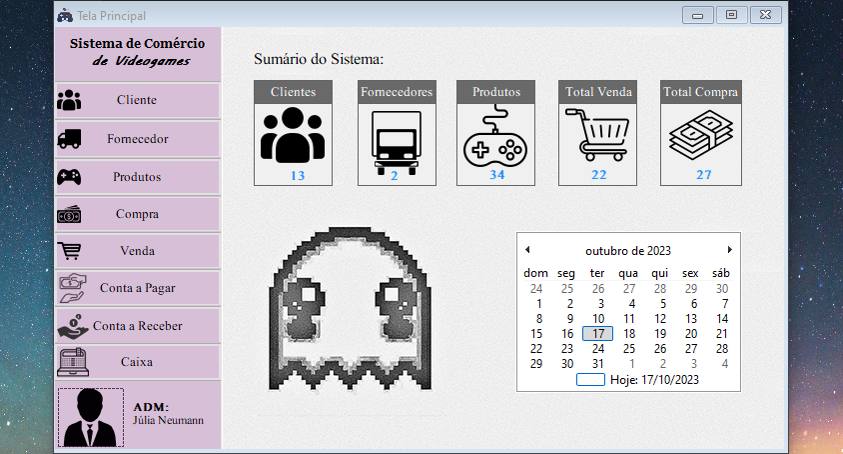 Tela Principal
Sistema de Comércio
de Videogames
Cliente
Fornecedor
Produtos
Compra
Venda
Conta a Pagar
Conta a Receber
Caixa
ADM:
Júlia Neumann
Sumário do Sistema:
Clientes Fornecedores Produtos Total Venda Total Compra
13 2 34 22 27
outubro de 2023
dom seg ter qua qui sex sáb
24 25 26 27 28 29 30
1 2 3 4 5 6 7
8 9 10 11 12 13 14
15 16 17 18 19 20 21
22 23 24 25 26 27 28
29 30 31 1 2 3 4
Hoje: 17/10/2023